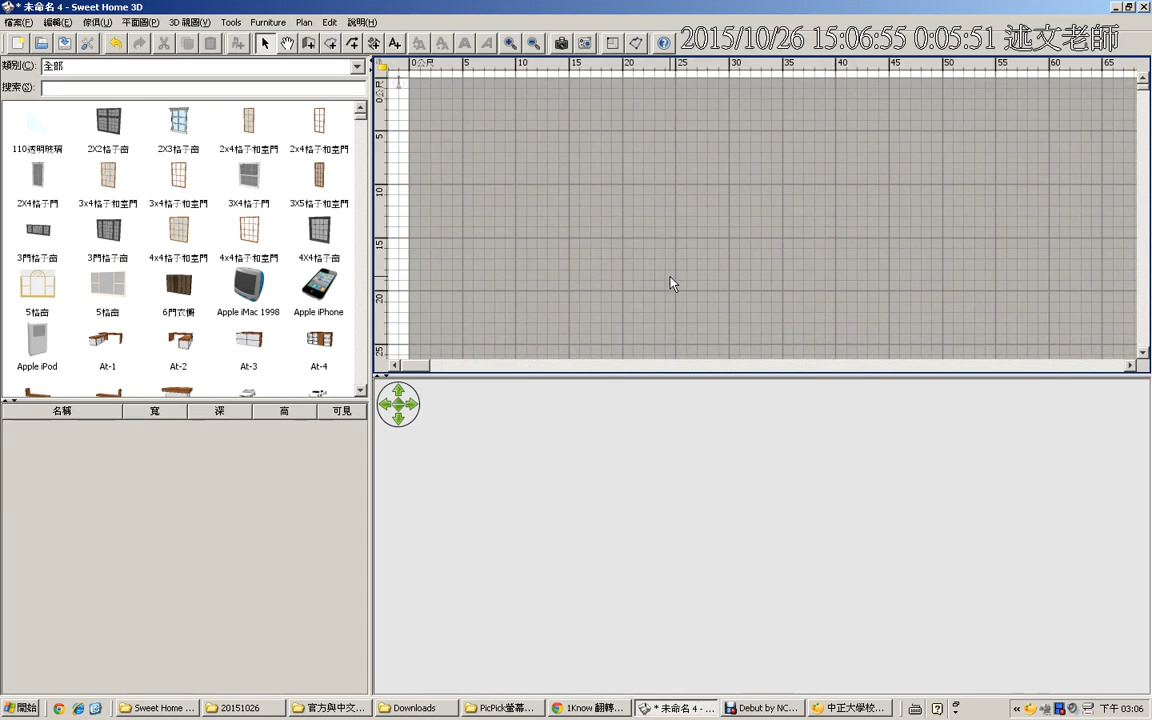 * 未命名 4 - Sweet Home 3D
檔案(F) 編輯(E) 傢俱(U) 平面圖(P) 3D 視圖(V) Tools Furniture Plan Edit 說明(H)
2015/10/26 15:06:55 0:05:51 述文老師
類別(C): 全部
搜索(S):
110透明玻璃 2X2格子窗 2X3格子窗 2x4格子和室門 2x4格子和室門
2X4格子門 3x4格子和室門 3x4格子和室門 3X4格子門 3X5格子和室門
3門格子窗 3門格子窗 4x4格子和室門 4x4格子和室門 4X4格子窗
5格窗 5格窗 6門衣櫥 Apple iMac 1998 Apple iPhone
Apple iPod At-1 At-2 At-3 At-4
名稱 寬 深 高 可見
0公尺 5 10 15 20 25 30 35 40 45 50 55 60 65
0公尺
5
10
15
20
25
開始 Sweet Home ... 20151026 官方與中文... Downloads PicPick螢幕... 1Know 翻轉... * 未命名 4 - ... Debut by NC... 中正大學校... « 下午 03:06